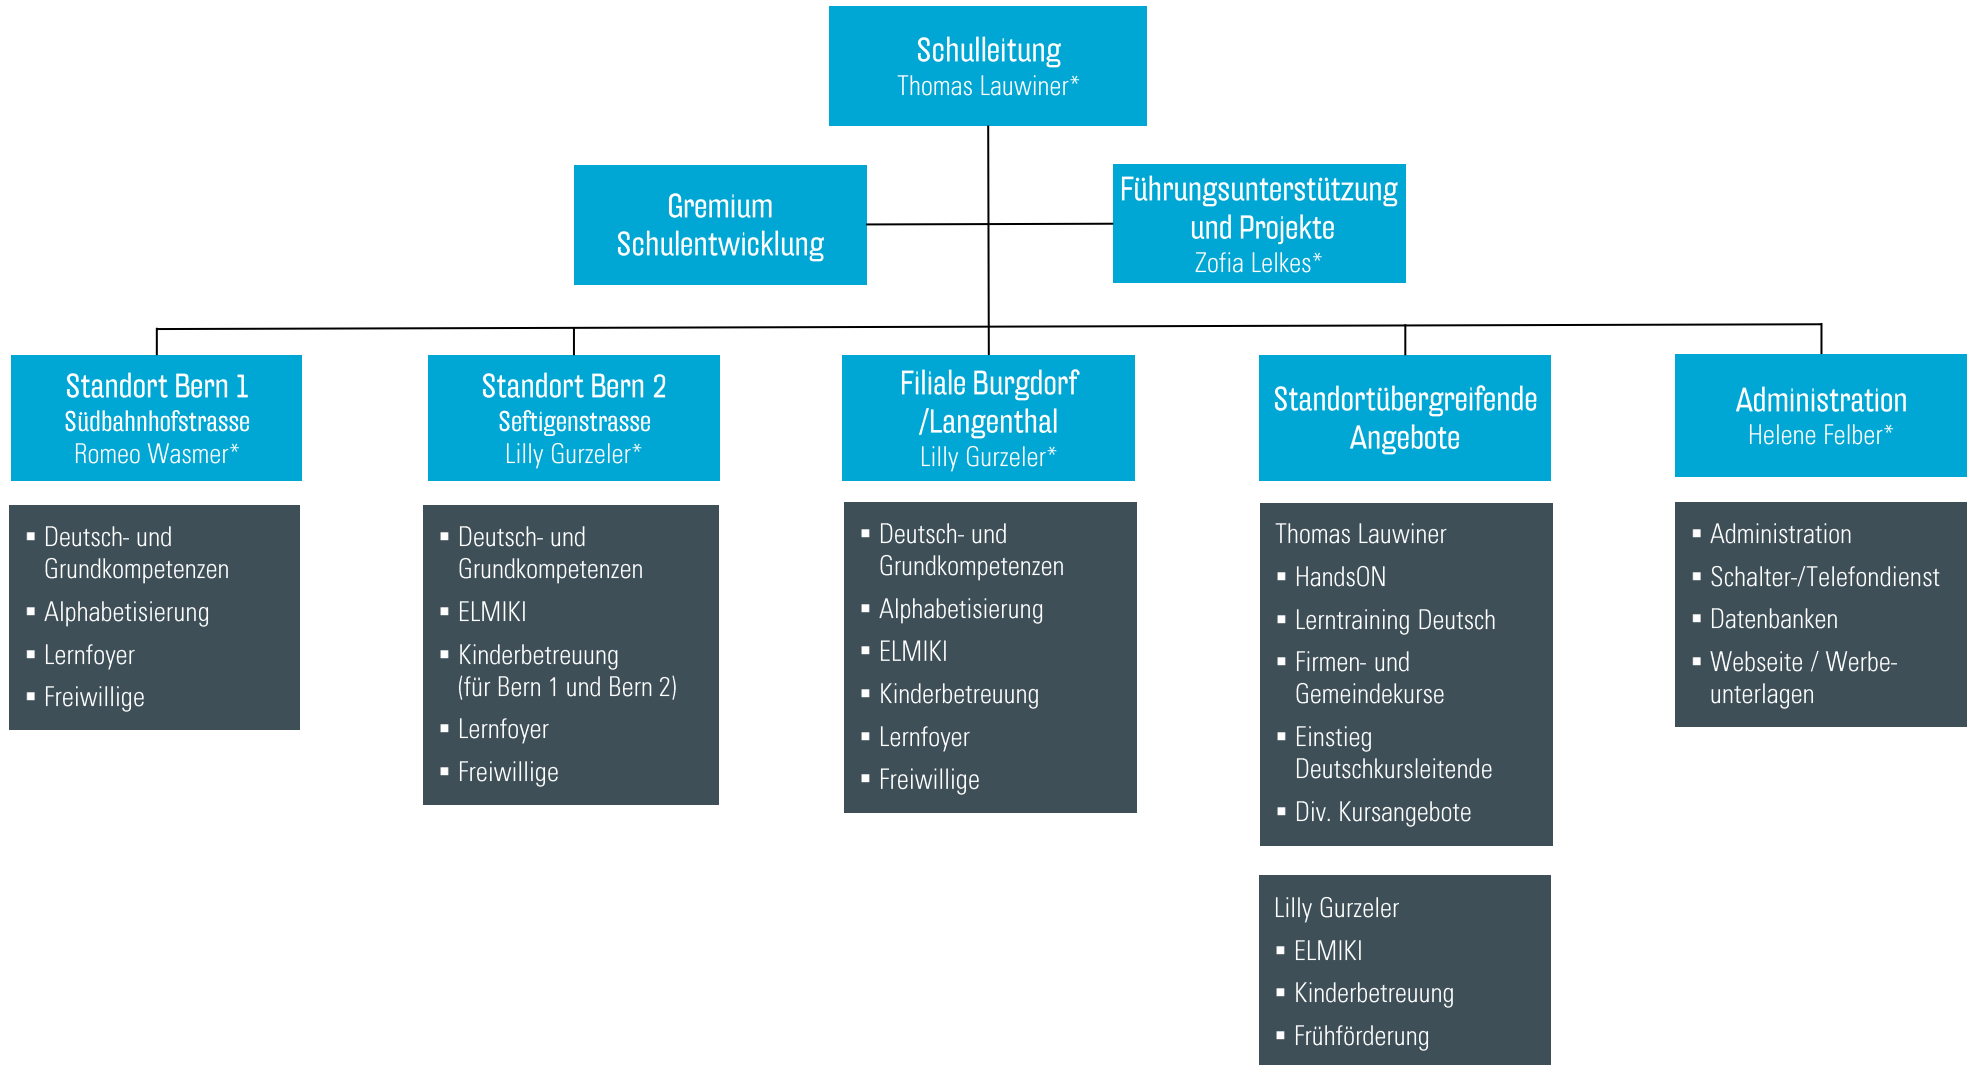 Schulleitung
Thomas Lauwiner*
Gremium
Schulentwicklung
Führungsunterstützung
und Projekte
Zofia Lelkes*
Standort Bern 1
Südbahnhofstrasse
Romeo Wasmer*
▪ Deutsch- und
Grundkompetenzen
▪ Alphabetisierung
▪ Lernfoyer
▪ Freiwillige
Standort Bern 2
Seftigenstrasse
Lilly Gurzeler*
▪ Deutsch- und
Grundkompetenzen
▪ ELMIKI
▪ Kinderbetreuung
(für Bern 1 und Bern 2)
▪ Lernfoyer
▪ Freiwillige
Filiale Burgdorf
/Langenthal
Lilly Gurzeler*
▪ Deutsch- und
Grundkompetenzen
▪ Alphabetisierung
▪ ELMIKI
▪ Kinderbetreuung
▪ Lernfoyer
▪ Freiwillige
Standortübergreifende
Angebote
Thomas Lauwiner
▪ HandsON
▪ Lerntraining Deutsch
▪ Firmen- und
Gemeindekurse
▪ Einstieg
Deutschkursleitende
▪ Div. Kursangebote
Lilly Gurzeler
▪ ELMIKI
▪ Kinderbetreuung
▪ Frühförderung
Administration
Helene Felber*
▪ Administration
▪ Schalter-/Telefondienst
▪ Datenbanken
▪ Webseite / Werbe-
unterlagen